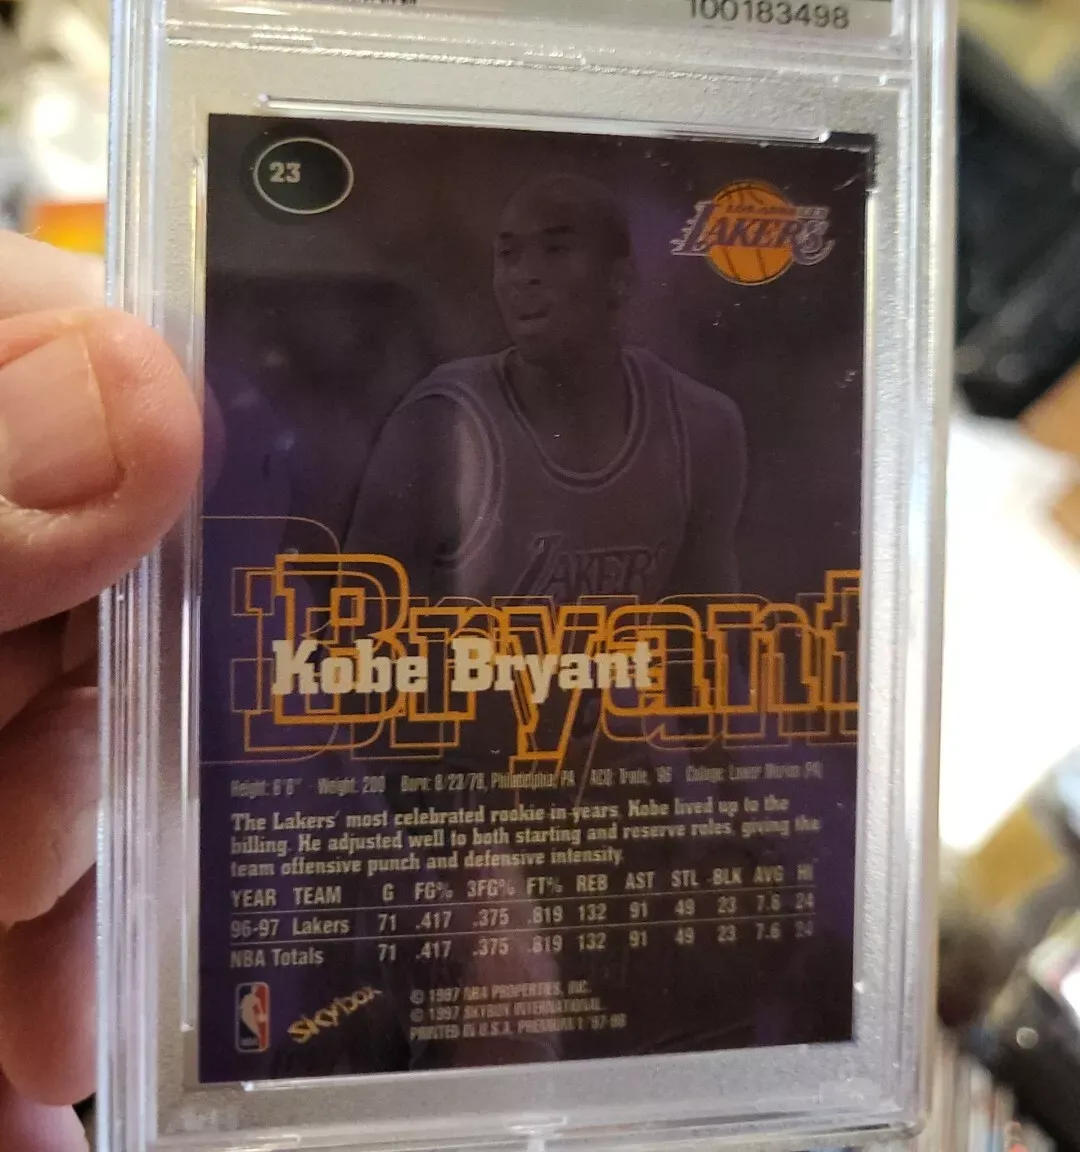 100183498
23
LOS ANGELES
LAKERS
LAKERS
Bryant
Kobe Bryant
Height: 6'6" Weight: 200 Born: 8/23/78, Philadelphia, PA ACQ: Trade, '96 College: Lower Merion (PA)
The Lakers' most celebrated rookie in years, Kobe lived up to the
billing. He adjusted well to both starting and reserve roles, giving the
team offensive punch and defensive intensity.
YEAR TEAM G FG% 3FG% FT% REB AST STL BLK AVG HI
96-97 Lakers 71 .417 .375 .819 132 91 49 23 7.6 24
NBA Totals 71 .417 .375 .819 132 91 49 23 7.6 24
skybox
© 1997 NBA PROPERTIES, INC.
© 1997 SKYBOX INTERNATIONAL
PRINTED IN U.S.A. PREMIUM 1 '97-98